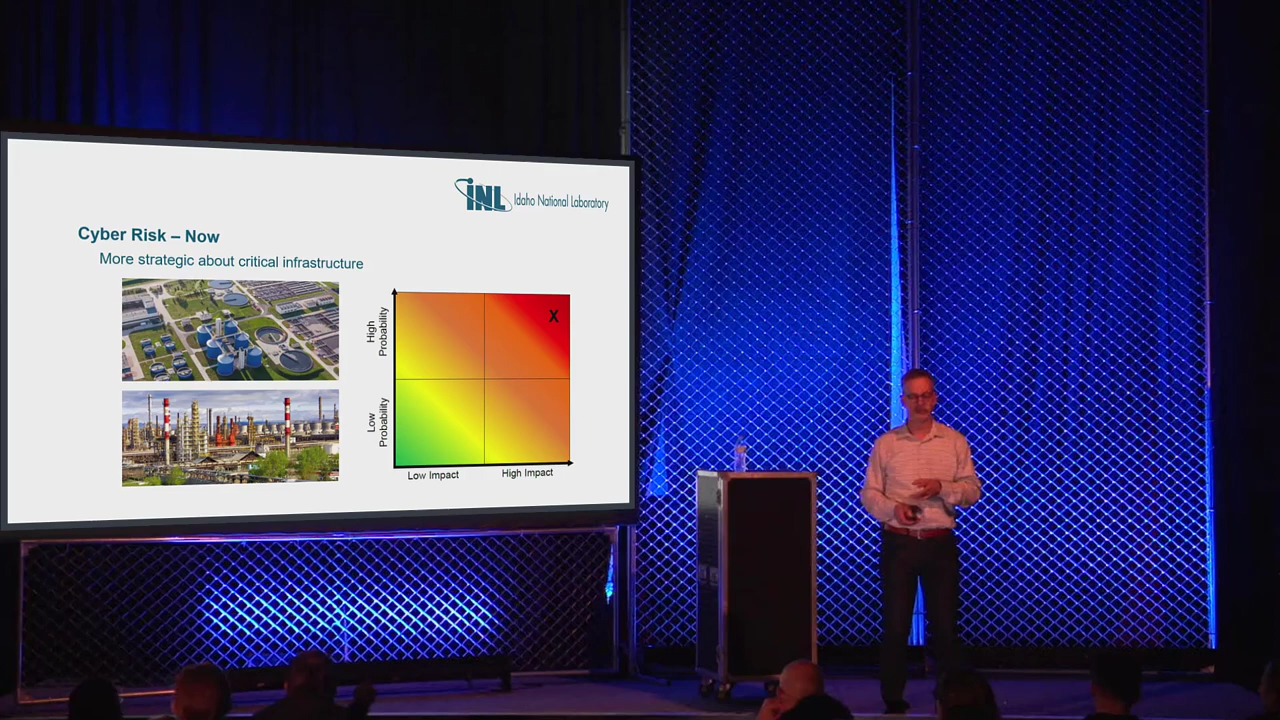 INL Idaho National Laboratory
Cyber Risk – Now
More strategic about critical infrastructure
X
High
Probability
Low
Probability
Low Impact
High Impact